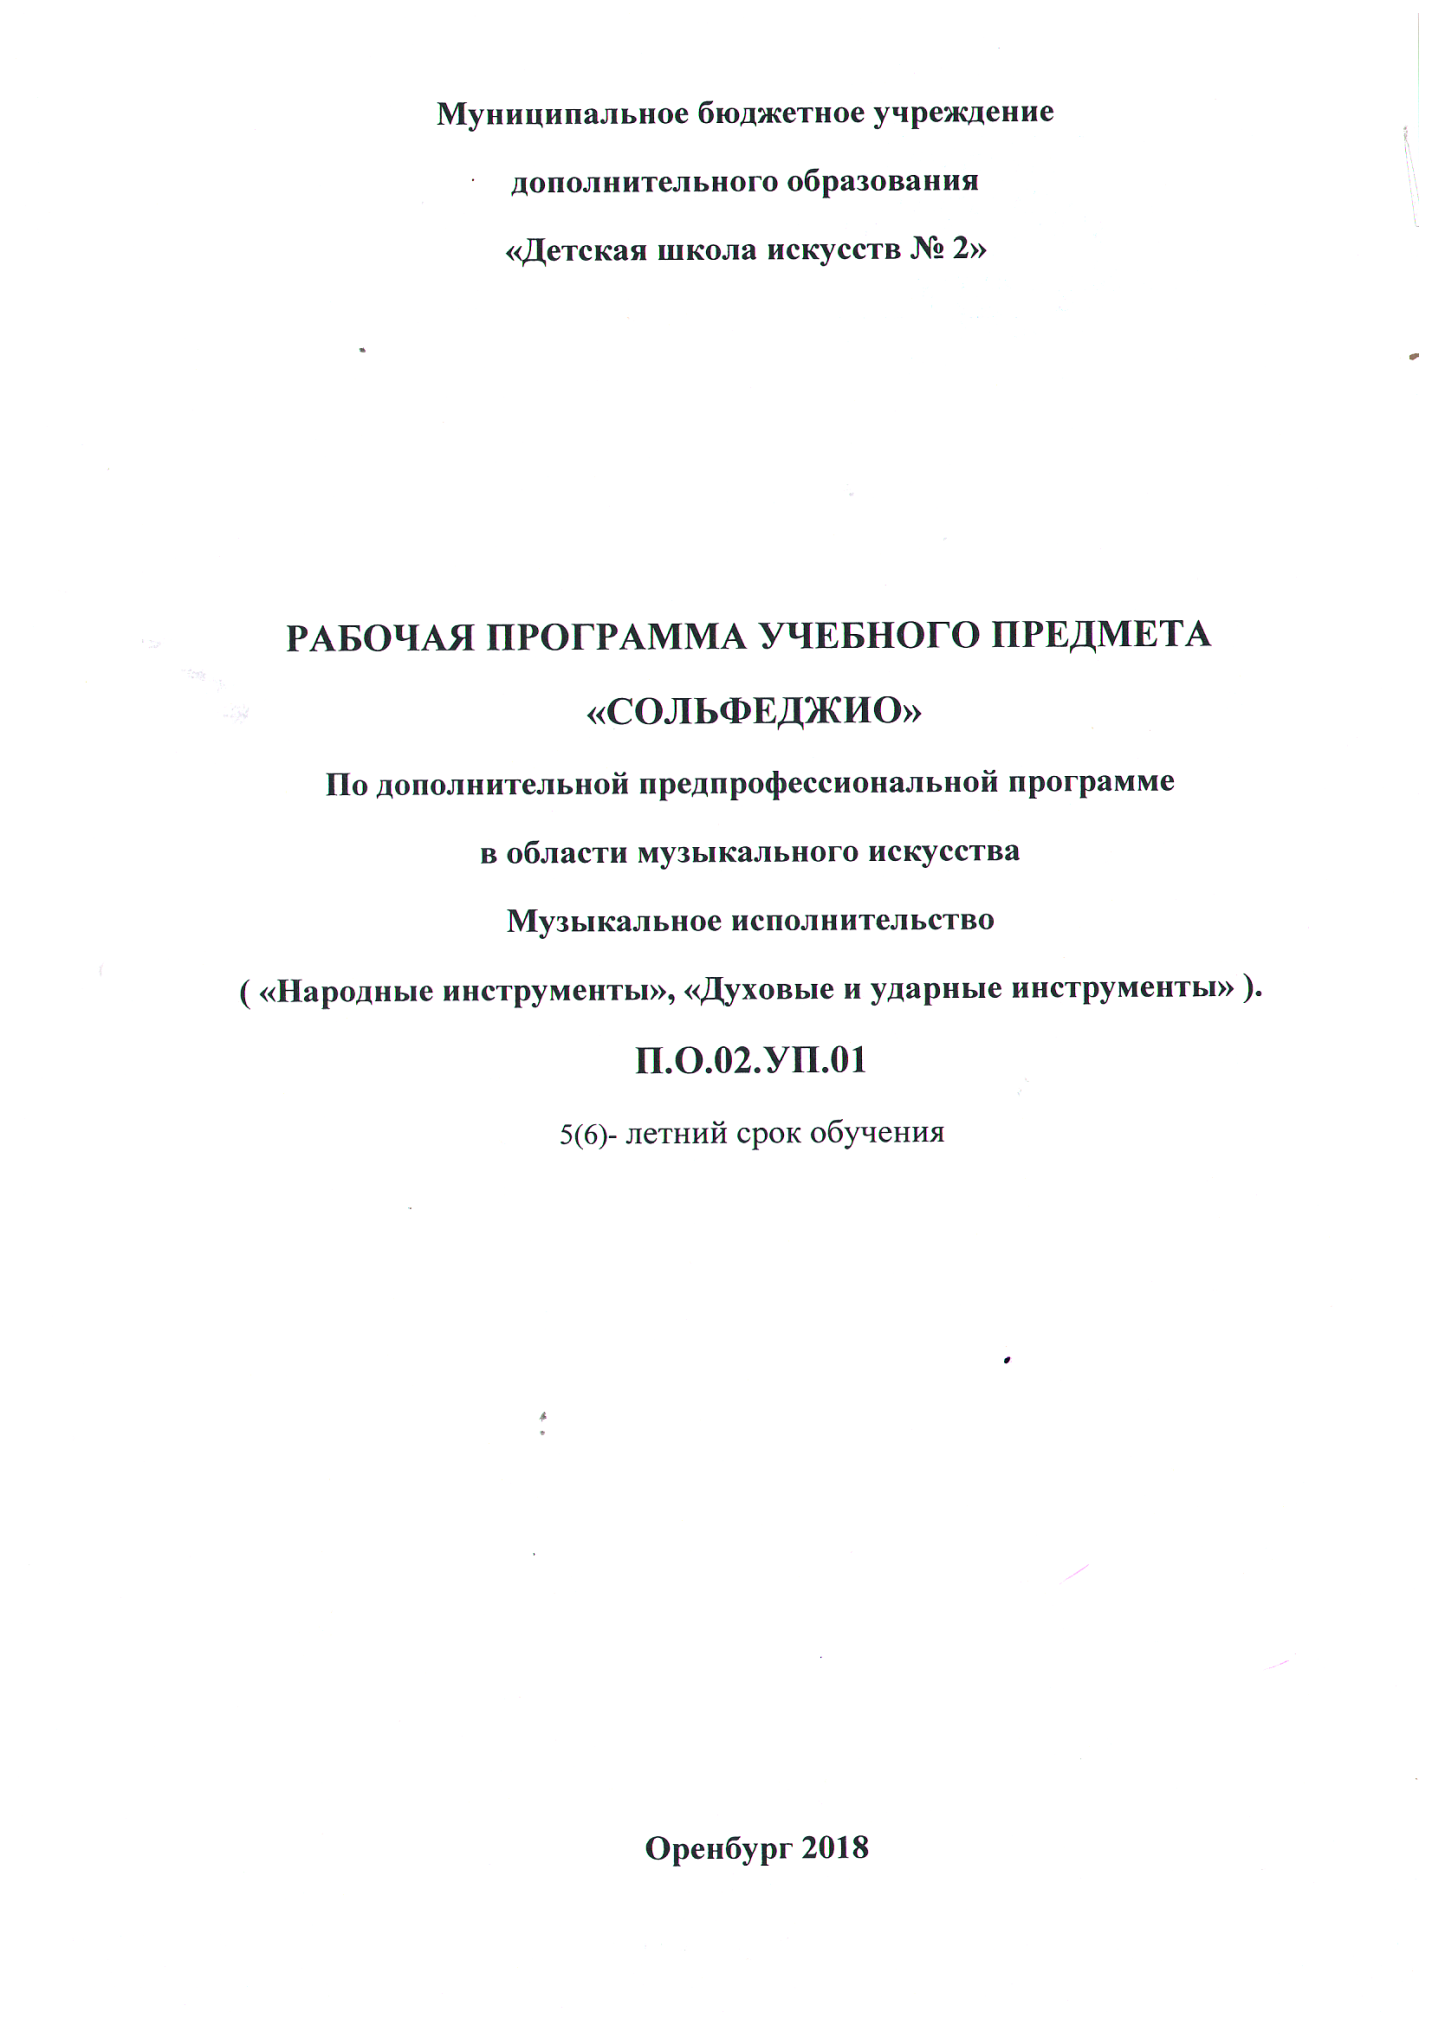 Муниципальное бюджетное учреждение
дополнительного образования
«Детская школа искусств № 2»
РАБОЧАЯ ПРОГРАММА УЧЕБНОГО ПРЕДМЕТА
«СОЛЬФЕДЖИО»
По дополнительной предпрофессиональной программе
в области музыкального искусства
Музыкальное исполнительство
( «Народные инструменты», «Духовые и ударные инструменты» ).
П.О.02.УП.01
5(6)- летний срок обучения
Оренбург 2018